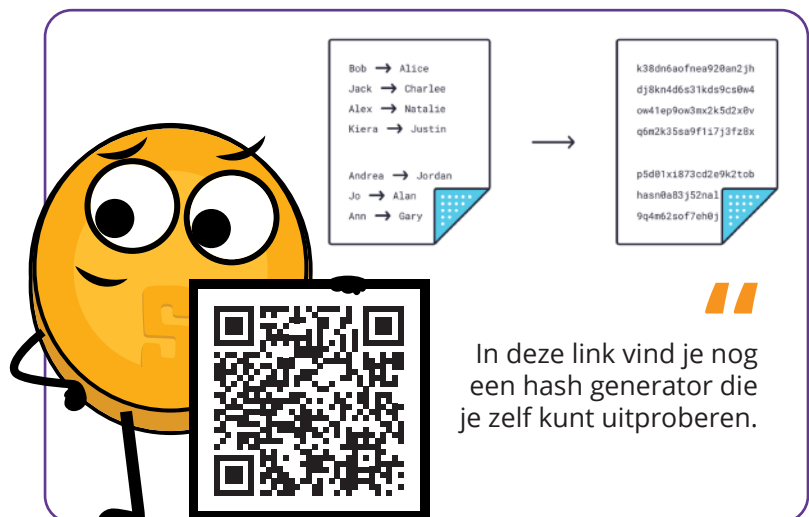 Bob → Alice
Jack → Charlee
Alex → Natalie
Kiera → Justin
Andrea → Jordan
Jo → Alan
Ann → Gary
k38dn6aofnea920an2jh
dj8kn4d6s31kds9cs0w4
ow41ep9ow3mx2k5d2x0v
q6m2k35sa9f1i7j3fz8x
p5d01xi873cd2e9k2tob
hasn0a83j52nal
9q4m62sof7eh0j
“
In deze link vind je nog
een hash generator die
je zelf kunt uitproberen.